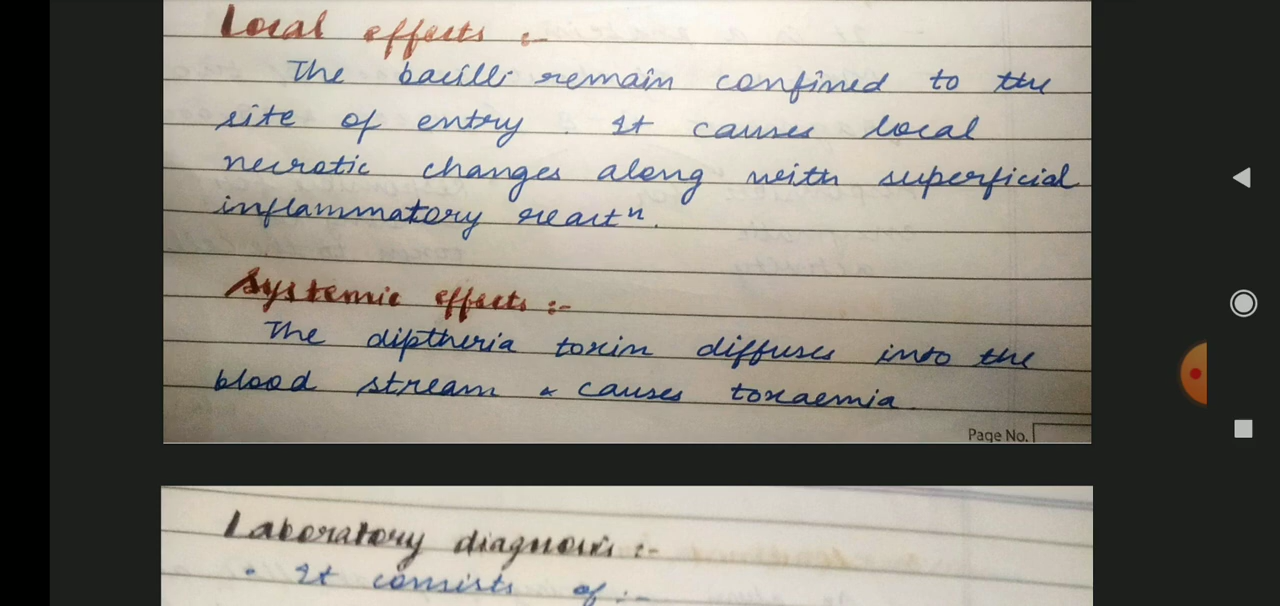 Local effects :-
The bacilli remain confined to the
site of entry. It causes local
necrotic changes along with superficial
inflammatory reactⁿ.
Systemic effects :-
The diptheria toxin diffuses into the
blood stream & causes toxaemia
Page No.
Laboratory diagnosis :-
• It consists of :-